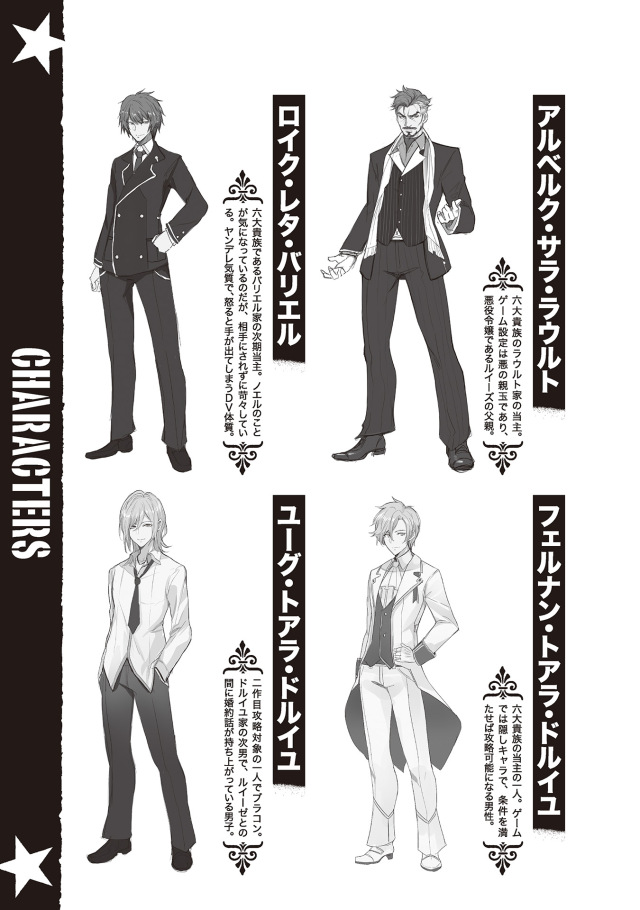 CHARACTERS
アルベルク・サラ・ラウルト
六大貴族のラウルト家の当主。
ゲーム設定は悪の親玉であり、
悪役令嬢であるルイーズの父親。
ロイク・レタ・バリエル
六大貴族であるバリエル家の次期当主。ノエルのこと
が気になっているのだが、相手にされずに苛々してい
る。ヤンデレ気質で、怒ると手が出てしまうDV体質。
フェルナン・トアラ・ドルイユ
六大貴族の当主の一人。ゲーム
では隠しキャラで、条件を満
たせば攻略可能になる男性。
ユーグ・トアラ・ドルイユ
二作目攻略対象の一人でブラコン。
ドルイユ家の次男で、ルイーゼとの
間に婚約話が持ち上がっている男子。